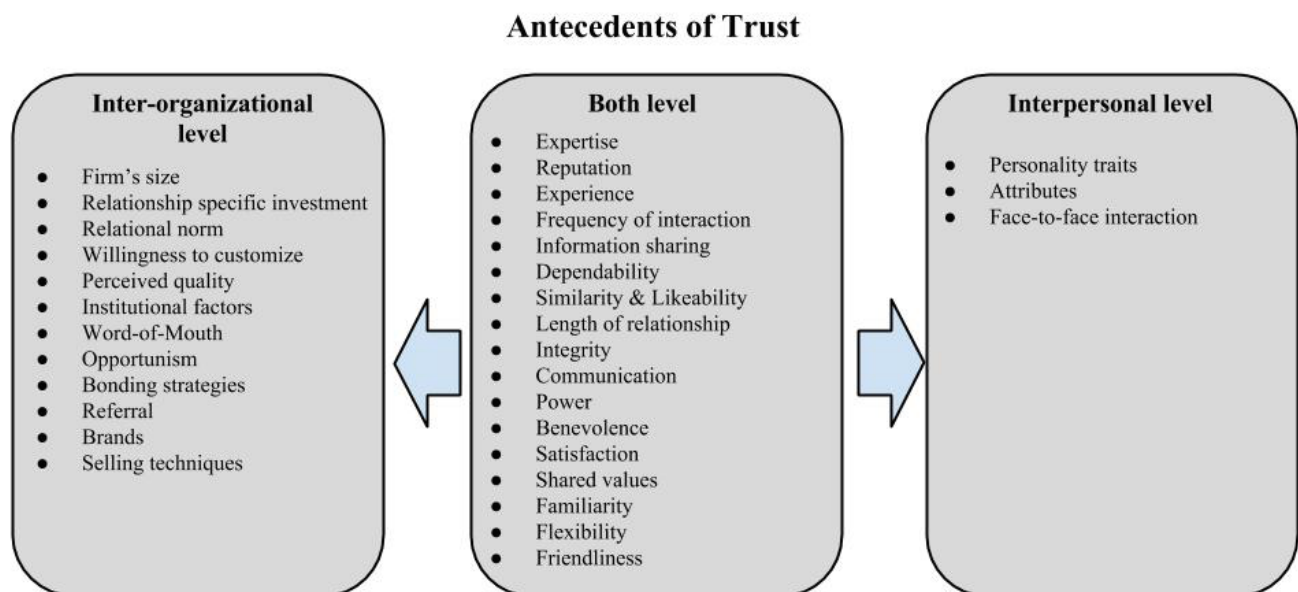 Antecedents of Trust
Inter-organizational
level
● Firm's size
● Relationship specific investment
● Relational norm
● Willingness to customize
● Perceived quality
● Institutional factors
● Word-of-Mouth
● Opportunism
● Bonding strategies
● Referral
● Brands
● Selling techniques
Both level
● Expertise
● Reputation
● Experience
● Frequency of interaction
● Information sharing
● Dependability
● Similarity & Likeability
● Length of relationship
● Integrity
● Communication
● Power
● Benevolence
● Satisfaction
● Shared values
● Familiarity
● Flexibility
● Friendliness
Interpersonal level
● Personality traits
● Attributes
● Face-to-face interaction